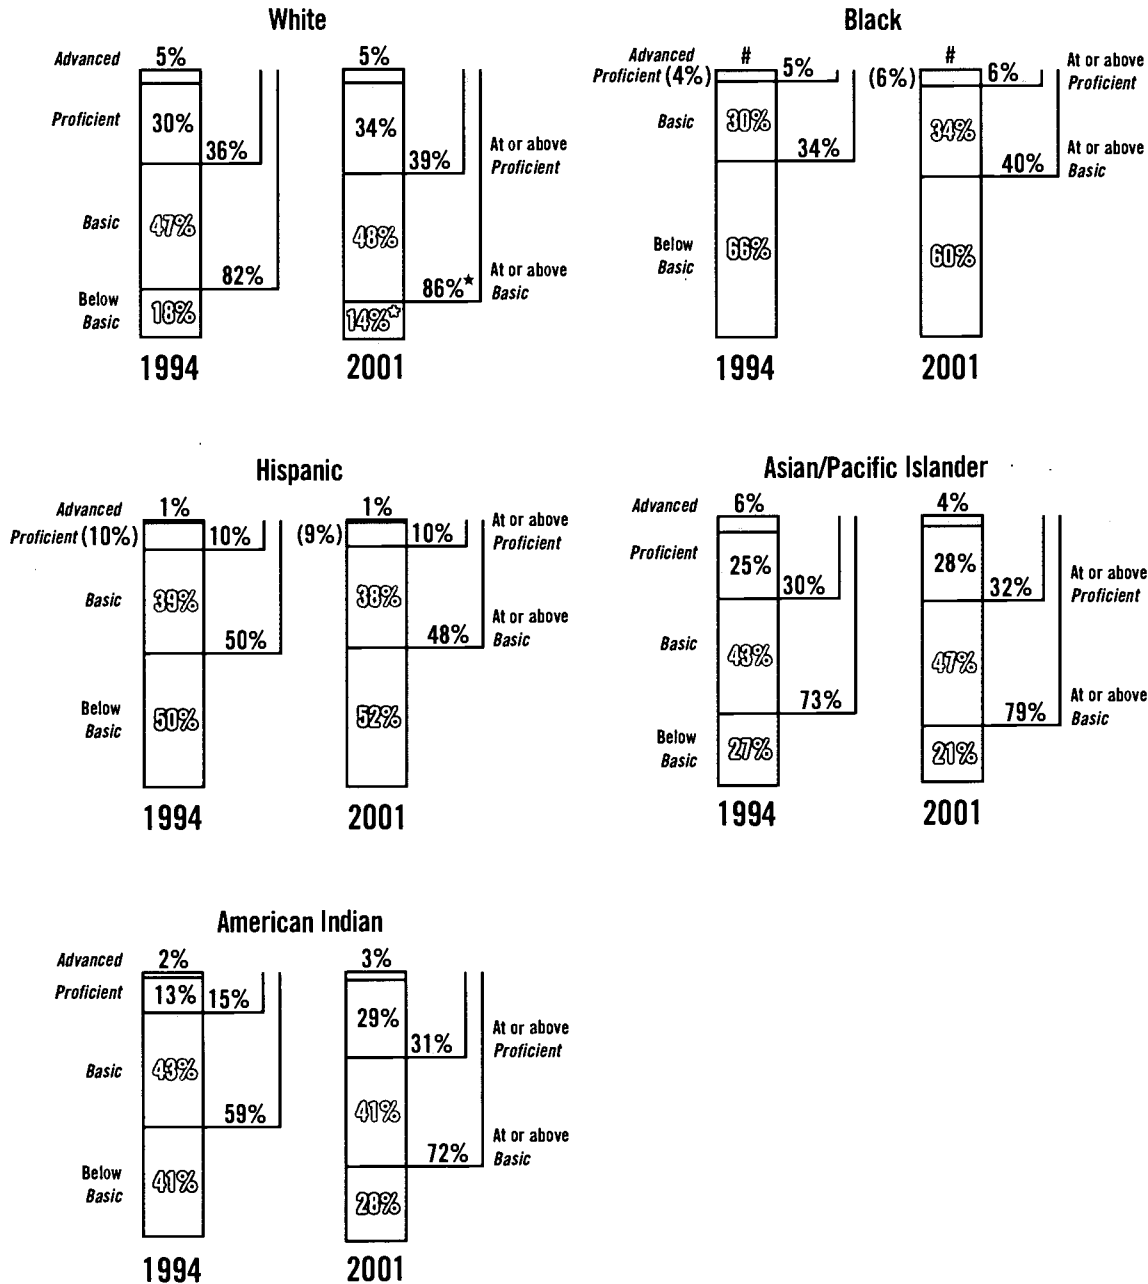 White
Advanced 5% 5%
Proficient 30% 34%
36% 39% At or above
Proficient
Basic 47% 48%
82% 86%★ At or above
Basic
Below
Basic 18% 14%★
1994 2001
Black
Advanced # # At or above
Proficient (4%) 5% (6%) 6% Proficient
Basic 30% 34%
34% 40% At or above
Basic
Below
Basic 66% 60%
1994 2001
Hispanic
Advanced 1% 1% At or above
Proficient (10%) 10% (9%) 10% Proficient
Basic 39% 38%
50% 48% At or above
Basic
Below
Basic 50% 52%
1994 2001
Asian/Pacific Islander
Advanced 6% 4%
Proficient 25% 28%
30% 32% At or above
Proficient
Basic 43% 47%
73% 79% At or above
Basic
Below
Basic 27% 21%
1994 2001
American Indian
Advanced 2% 3%
Proficient 13% 15% 29%
31% At or above
Proficient
Basic 43% 41%
59% 72% At or above
Basic
Below
Basic 41% 28%
1994 2001